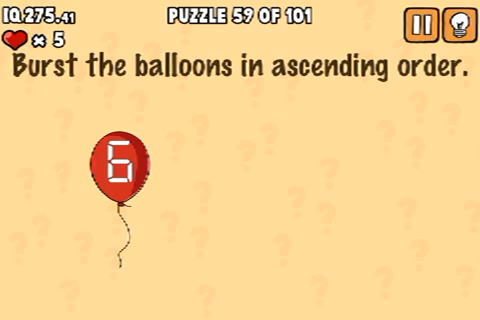 IQ 275.41
PUZZLE 59 OF 101
× 5
Burst the balloons in ascending order.
6